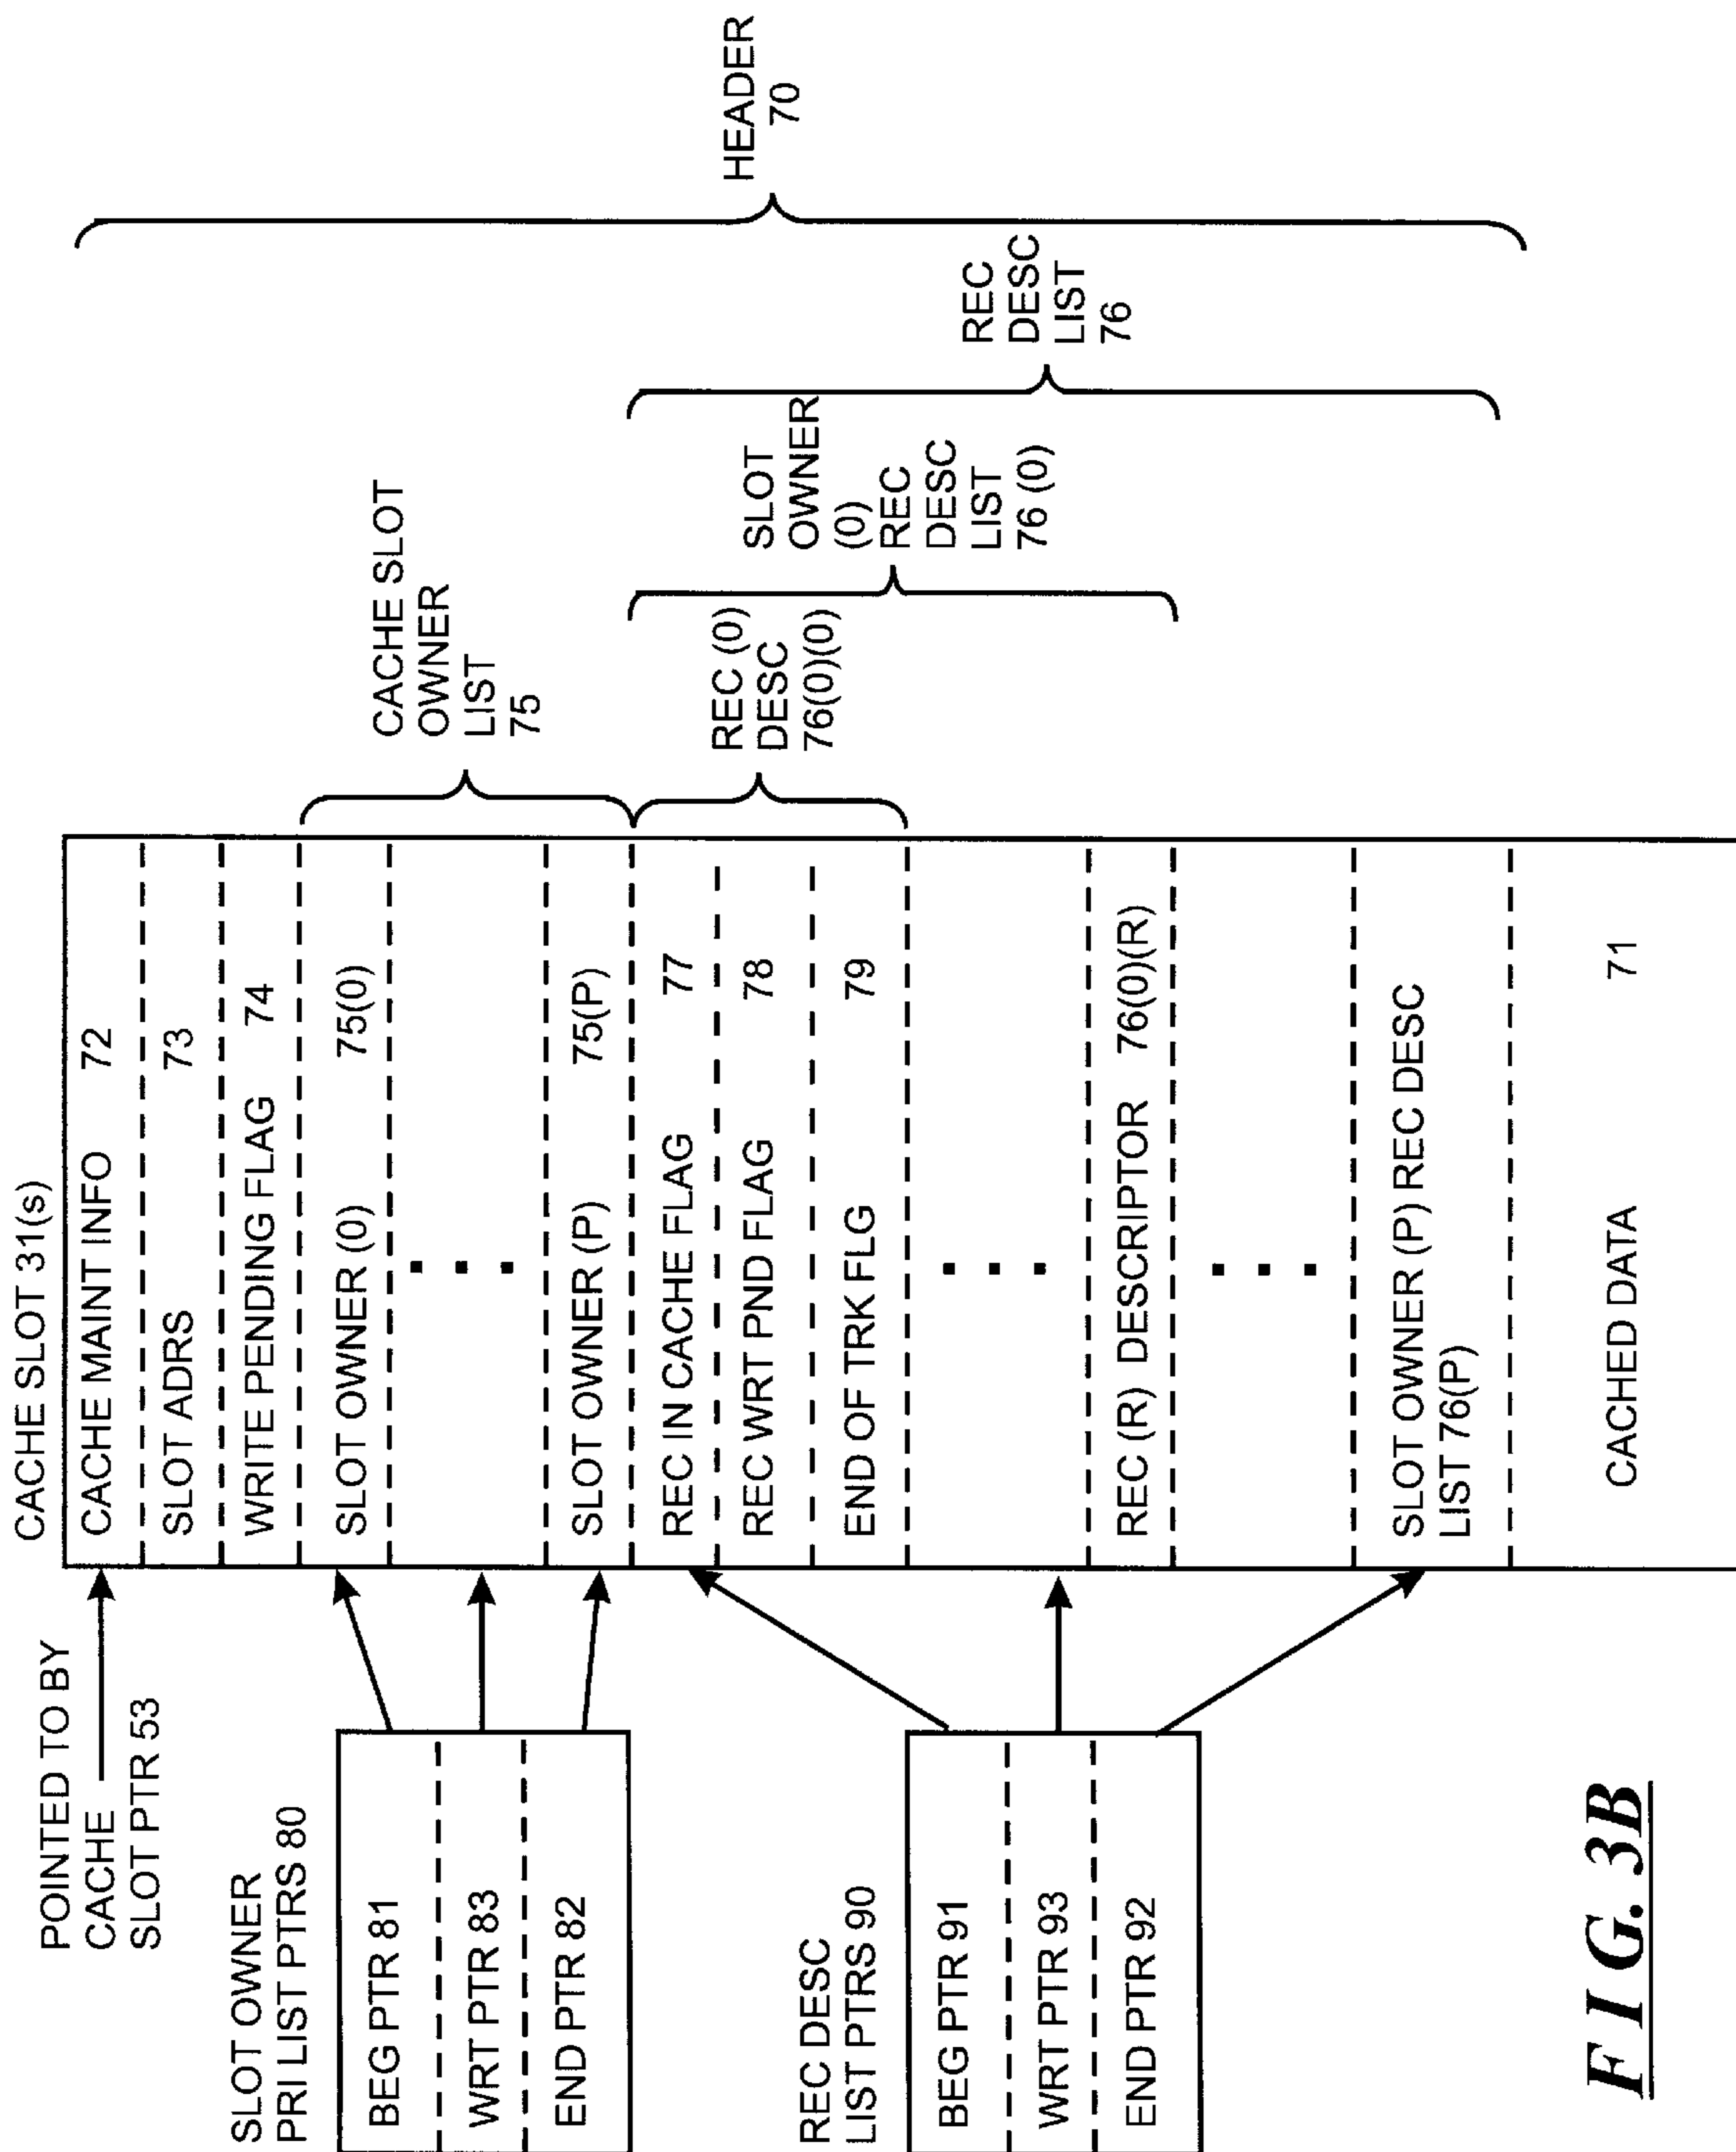 CACHE SLOT 31(s)
POINTED TO BY
CACHE
SLOT PTR 53
CACHE MAINT INFO 72
SLOT ADRS 73
WRITE PENDING FLAG 74
SLOT OWNER (0) 75(0)
SLOT OWNER (P) 75(P)
REC IN CACHE FLAG 77
REC WRT PND FLAG 78
END OF TRK FLG 79
REC (R) DESCRIPTOR 76(0)(R)
SLOT OWNER (P) REC DESC
LIST 76(P)
CACHED DATA 71
SLOT OWNER
PRI LIST PTRS 80
BEG PTR 81
WRT PTR 83
END PTR 82
REC DESC
LIST PTRS 90
BEG PTR 91
WRT PTR 93
END PTR 92
CACHE SLOT
OWNER
LIST
75
REC (0)
DESC
76(0)(0)
SLOT
OWNER
(0)
REC
DESC
LIST
76 (0)
REC
DESC
LIST
76
HEADER
70
FIG. 3B